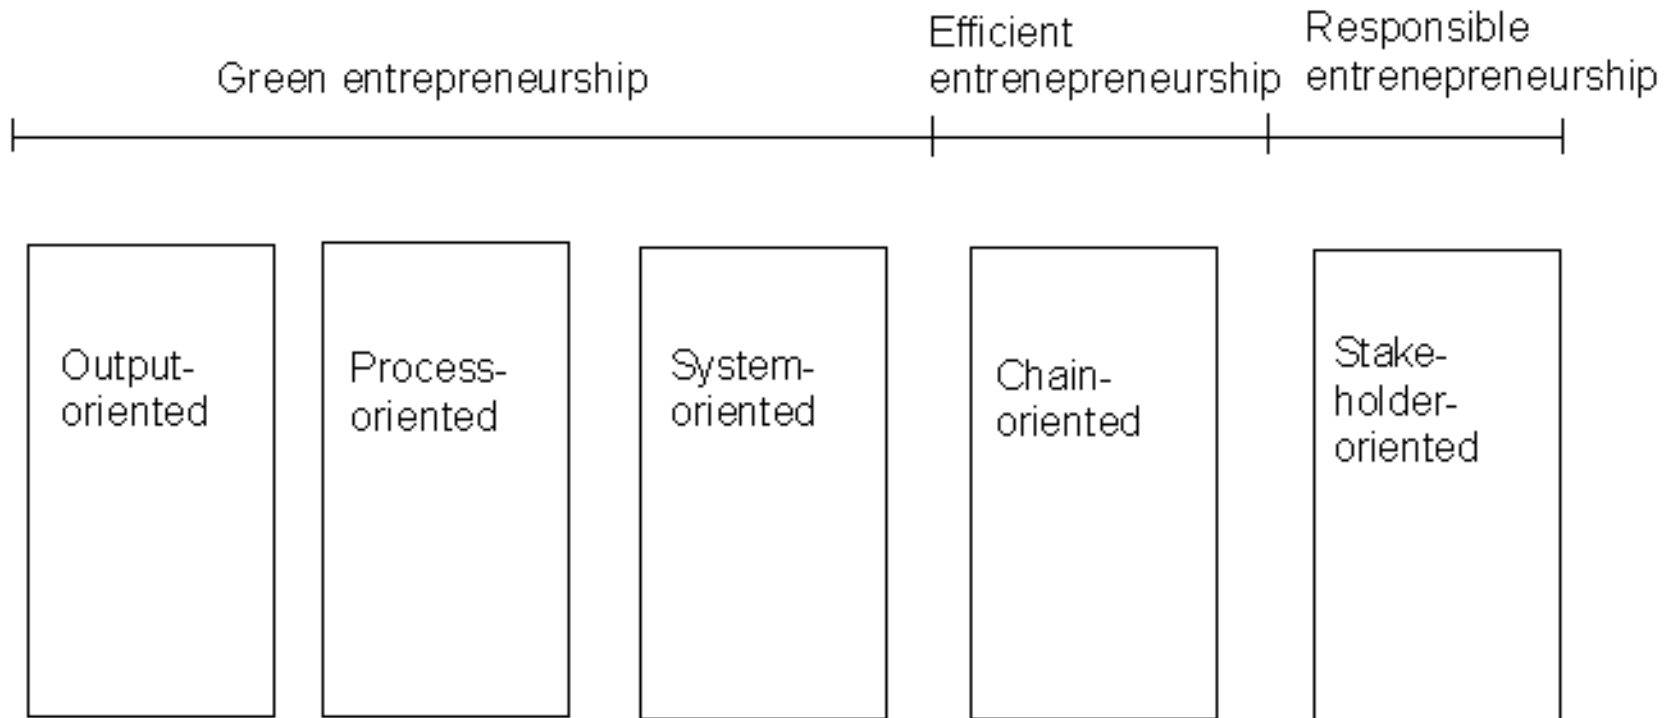 Green entrepreneurship
Efficient
entrenepreneurship
Responsible
entrenepreneurship
Output-
oriented
Process-
oriented
System-
oriented
Chain-
oriented
Stake-
holder-
oriented